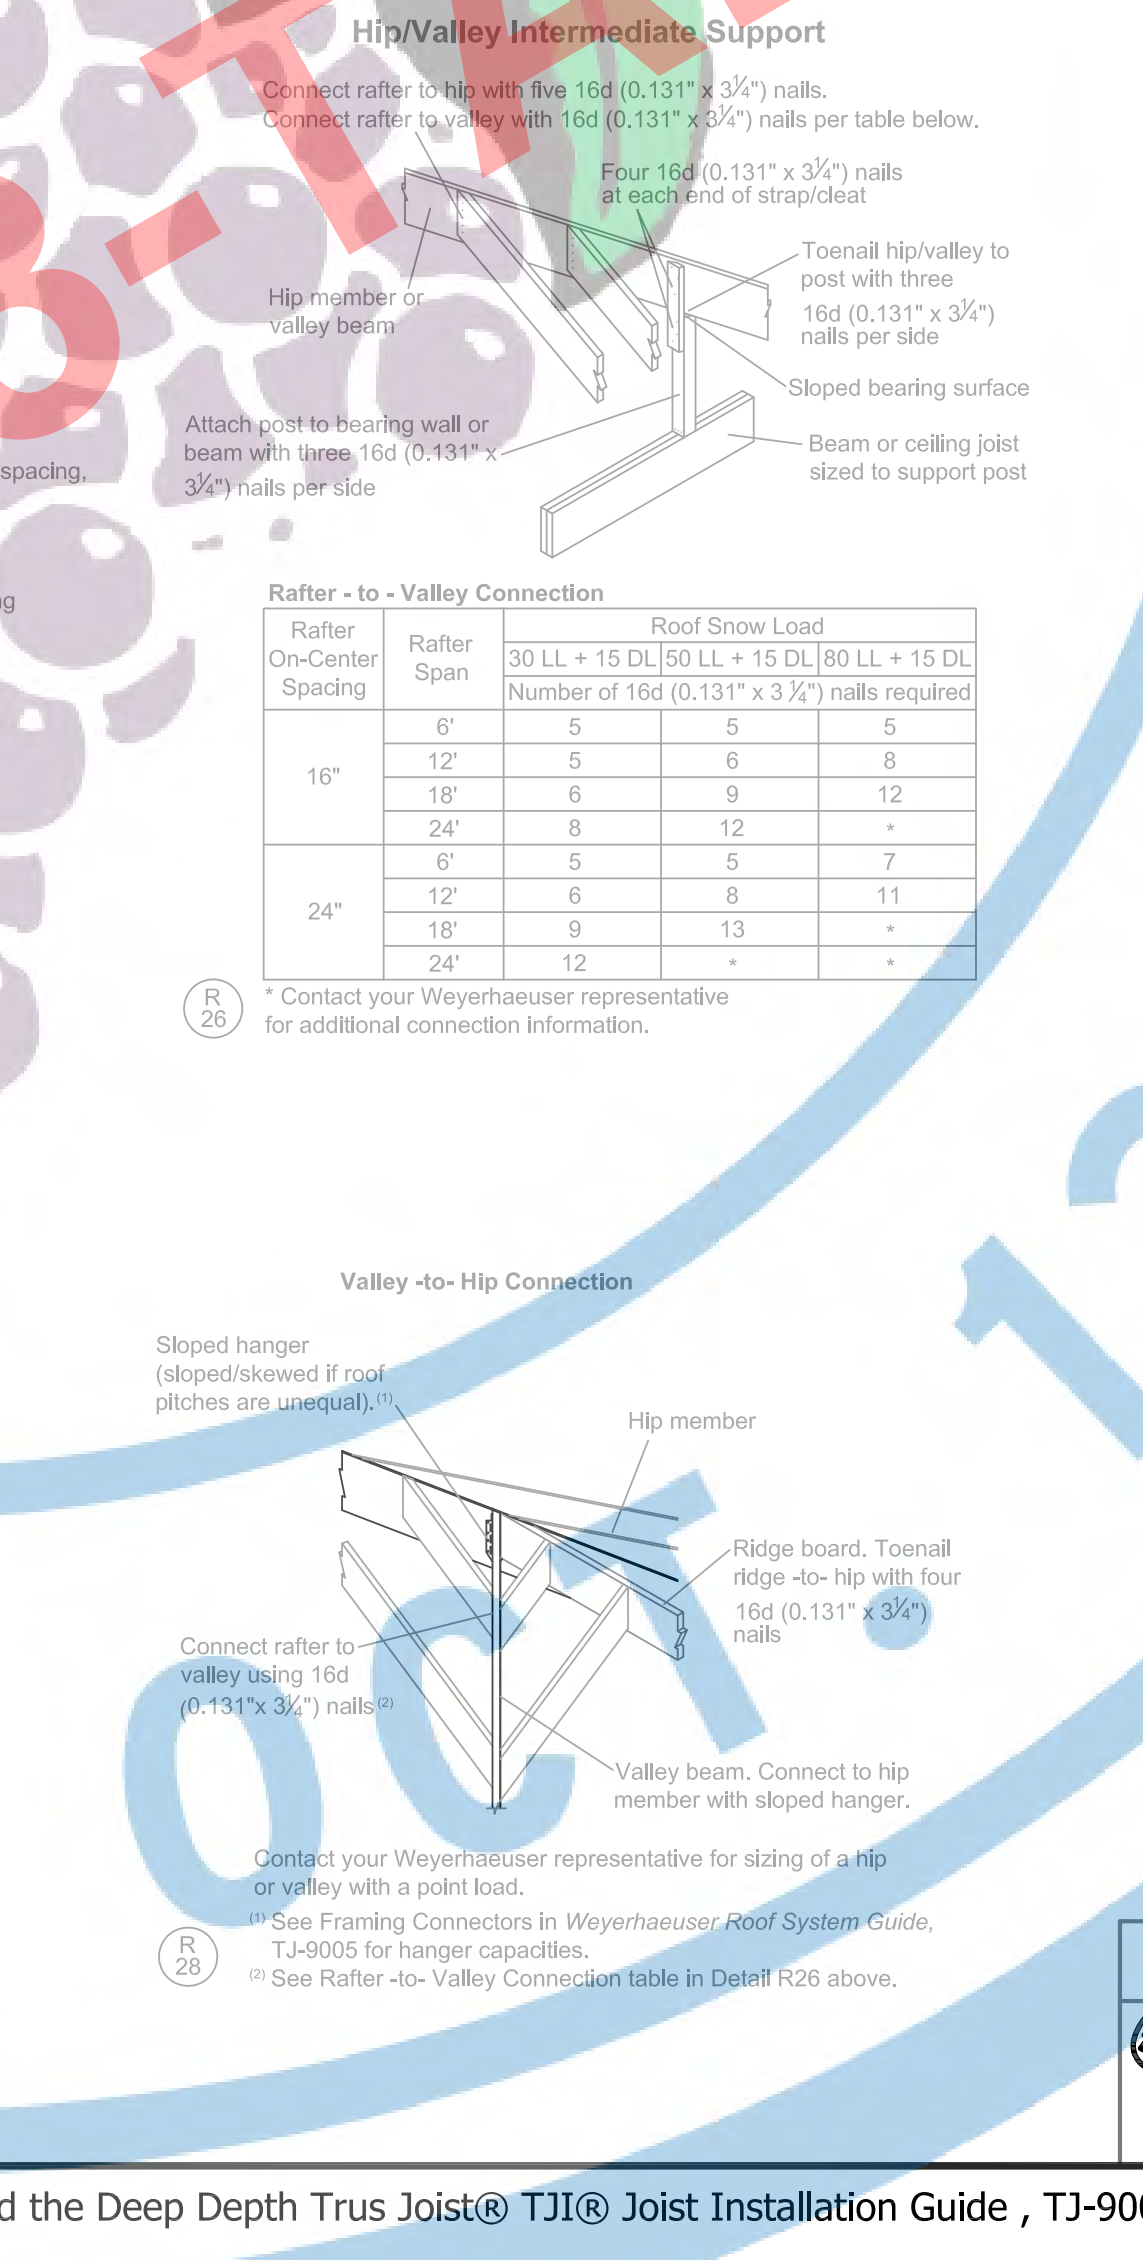 Hip/Valley Intermediate Support
Connect rafter to hip with five 16d (0.131" x 3¼") nails.
Connect rafter to valley with 16d (0.131" x 3¼") nails per table below.
Four 16d (0.131" x 3¼") nails
at each end of strap/cleat
Toenail hip/valley to
post with three
16d (0.131" x 3¼")
nails per side
Hip member or
valley beam
Sloped bearing surface
Attach post to bearing wall or
beam with three 16d (0.131" x
3¼") nails per side
Beam or ceiling joist
sized to support post
spacing,
Rafter - to - Valley Connection
Rafter On-Center Spacing Rafter Span Roof Snow Load
30 LL + 15 DL 50 LL + 15 DL 80 LL + 15 DL
Number of 16d (0.131" x 3 ¼") nails required
16"
6' 5 5 5
12' 5 6 8
18' 6 9 12
24' 8 12 *
24"
6' 5 5 7
12' 6 8 11
18' 9 13 *
24' 12 * *
R
26
* Contact your Weyerhaeuser representative
for additional connection information.
Valley -to- Hip Connection
Sloped hanger
(sloped/skewed if roof
pitches are unequal). (1)
Hip member
Ridge board. Toenail
ridge -to- hip with four
16d (0.131" x 3¼")
nails
Connect rafter to
valley using 16d
(0.131"x 3¼") nails (2)
Valley beam. Connect to hip
member with sloped hanger.
Contact your Weyerhaeuser representative for sizing of a hip
or valley with a point load.
(1) See Framing Connectors in Weyerhaeuser Roof System Guide,
TJ-9005 for hanger capacities.
(2) See Rafter -to- Valley Connection table in Detail R26 above.
R
28
OCT.
d the Deep Depth Trus Joist® TJI® Joist Installation Guide , TJ-900